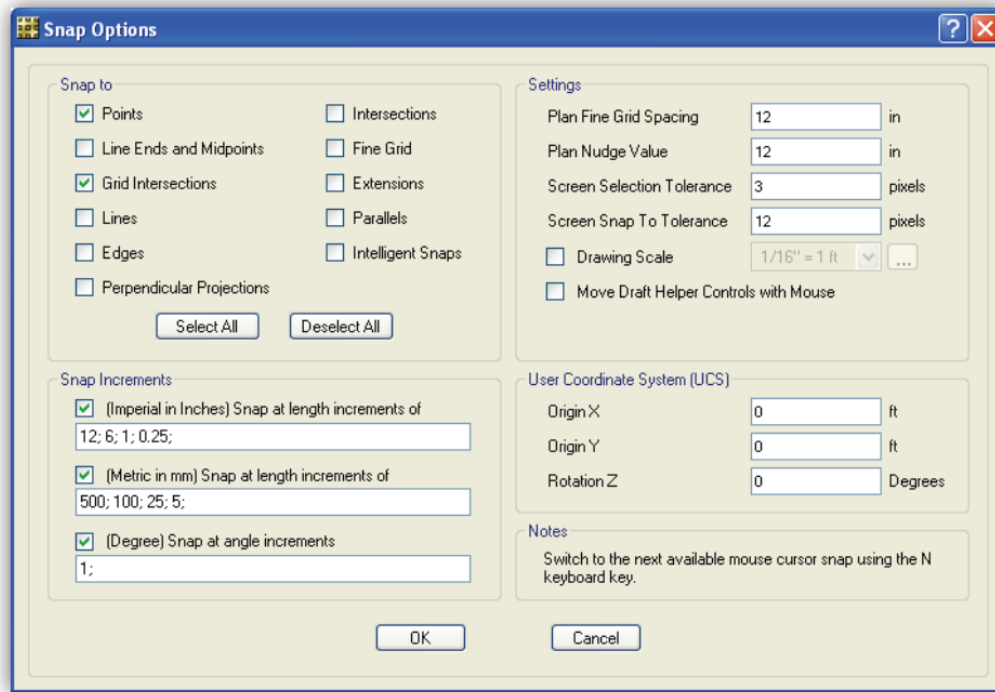 Snap Options
?
Snap to
Points
Intersections
Line Ends and Midpoints
Fine Grid
Grid Intersections
Extensions
Lines
Parallels
Edges
Intelligent Snaps
Perpendicular Projections
Select All
Deselect All
Settings
Plan Fine Grid Spacing 12 in
Plan Nudge Value 12 in
Screen Selection Tolerance 3 pixels
Screen Snap To Tolerance 12 pixels
Drawing Scale 1/16" = 1 ft ...
Move Draft Helper Controls with Mouse
Snap Increments
(Imperial in Inches) Snap at length increments of
12; 6; 1; 0.25;
(Metric in mm) Snap at length increments of
500; 100; 25; 5;
(Degree) Snap at angle increments
1;
User Coordinate System (UCS)
Origin X 0 ft
Origin Y 0 ft
Rotation Z 0 Degrees
Notes
Switch to the next available mouse cursor snap using the N
keyboard key.
OK
Cancel